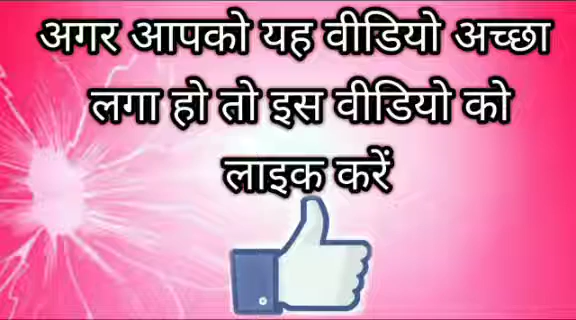 अगर आपको यह वीडियो अच्छा
लगा हो तो इस वीडियो को
लाइक करें